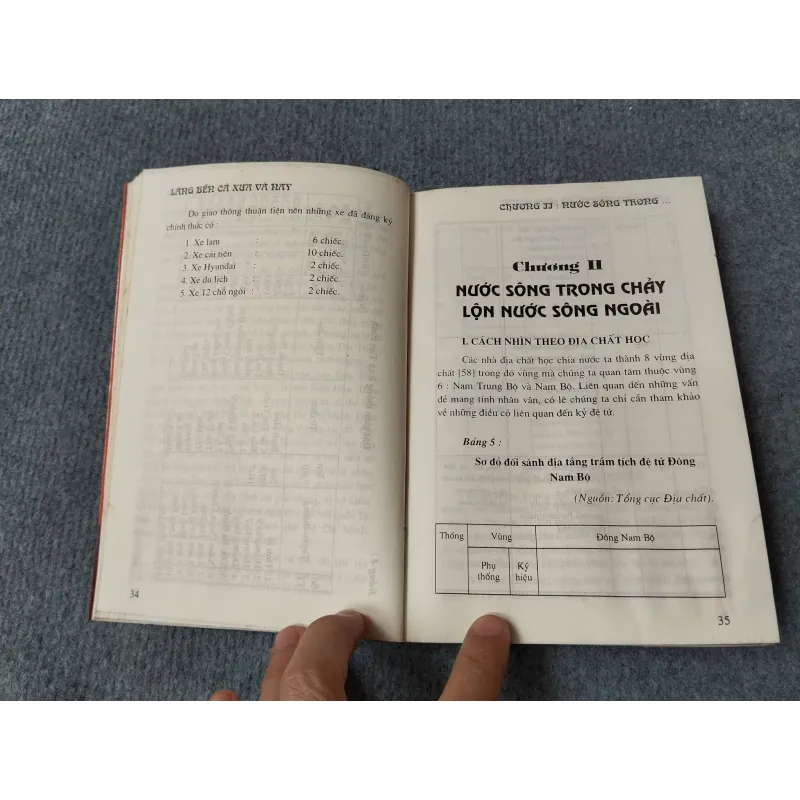 LÀNG BẾN CÁ XƯA VÀ NAY
Do giao thông thuận tiện nên những xe đã đăng ký
chính thức có :
1. Xe lam : 6 chiếc.
2. Xe cải tiến : 10 chiếc.
3. Xe Hyundai : 2 chiếc.
4. Xe du lịch : 2 chiếc.
5. Xe 12 chỗ ngồi : 2 chiếc.
34
CHƯƠNG II : NƯỚC SÔNG TRONG ...
Chương II
NƯỚC SÔNG TRONG CHẢY
LỘN NƯỚC SÔNG NGOÀI
I. CÁCH NHÌN THEO ĐỊA CHẤT HỌC
Các nhà địa chất học chia nước ta thành 8 vùng địa
chất [58] trong đó vùng mà chúng ta quan tâm thuộc vùng
6 : Nam Trung Bộ và Nam Bộ. Liên quan đến những vấn
đề mang tính nhân văn, có lẽ chúng ta chỉ cần tham khảo
về những điều có liên quan đến kỷ đệ tứ.
Bảng 5 :
Sơ đồ đối sánh địa tầng trầm tích đệ tứ Đông
Nam Bộ
(Nguồn: Tổng cục Địa chất).
Thống Vùng Đông Nam Bộ
Phụ Ký
thống hiệu
35